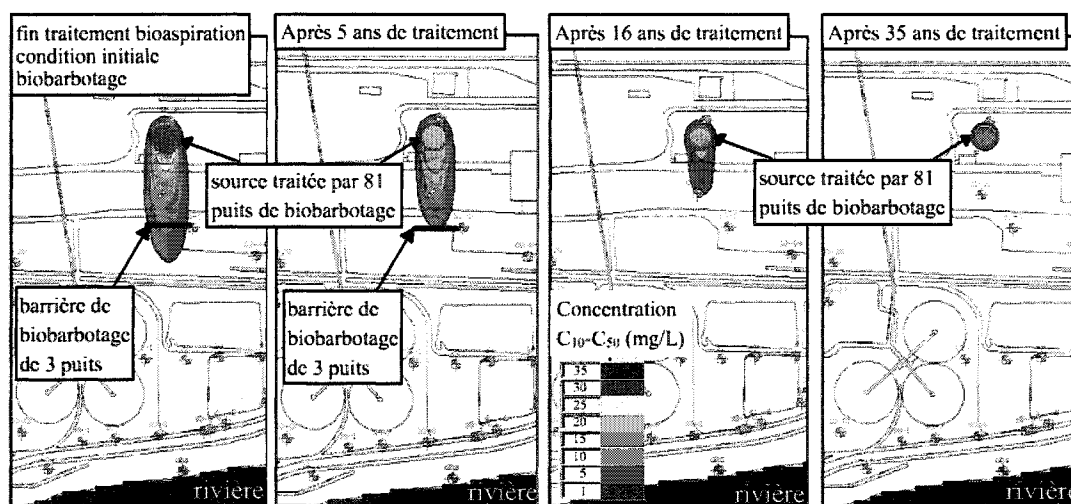 fin traitement bioaspiration
condition initiale
biobarbotage
Après 5 ans de traitement
Après 16 ans de traitement
Après 35 ans de traitement
source traitée par 81
puits de biobarbotage
source traitée par 81
puits de biobarbotage
barrière de
biobarbotage
de 3 puits
barrière de
biobarbotage
de 3 puits
Concentration
C10-C50 (mg/L)
35
30
25
20
15
10
5
1
rivière
rivière
rivière
rivière